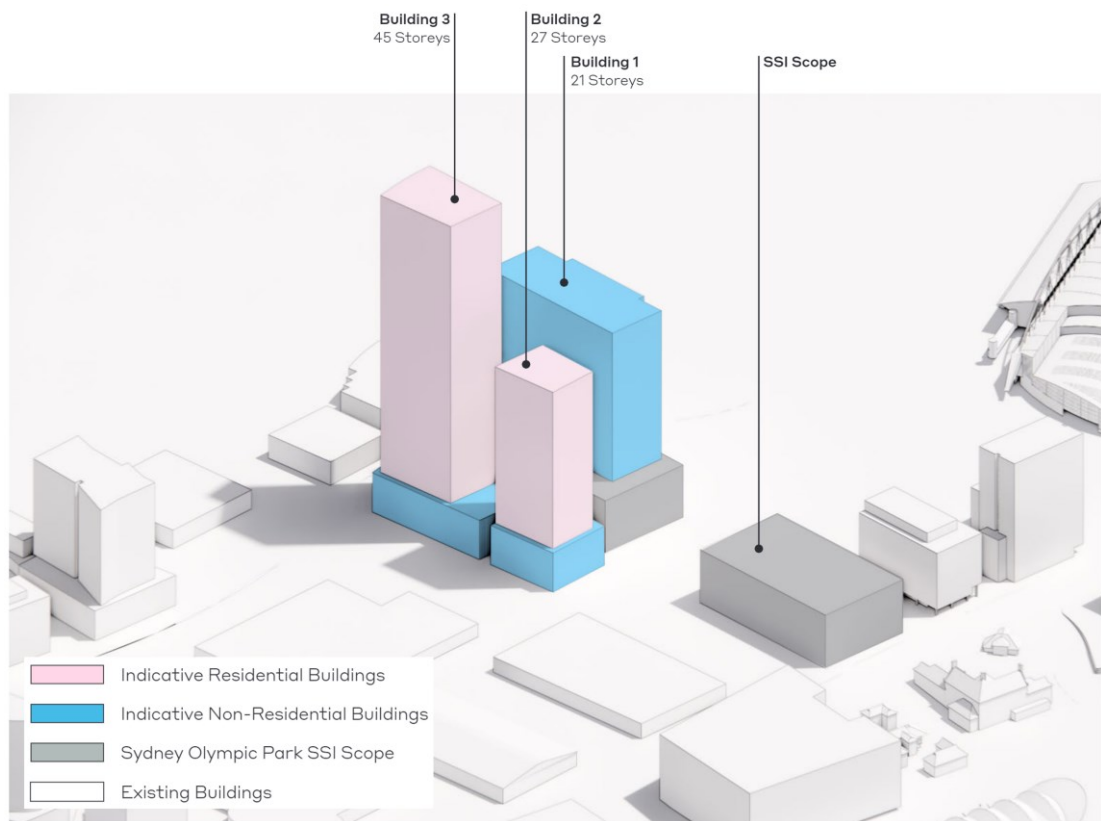 Building 3
45 Storeys
Building 2
27 Storeys
Building 1
21 Storeys
SSI Scope
Indicative Residential Buildings
Indicative Non-Residential Buildings
Sydney Olympic Park SSI Scope
Existing Buildings